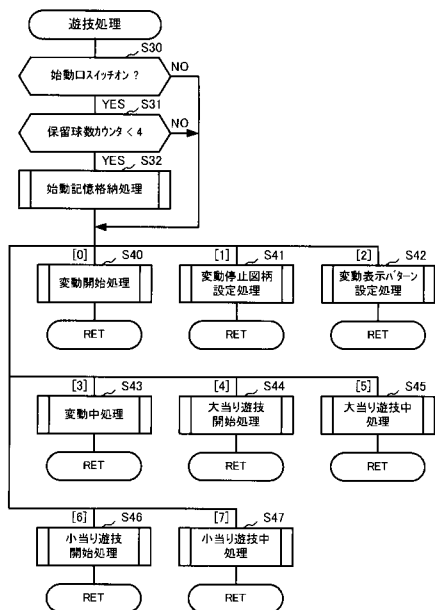 遊技処理
S30
始動口スイッチオン？
NO
YES
S31
保留球数カウンタ＜4
NO
YES
S32
始動記憶格納処理
[0]
S40
[1]
S41
[2]
S42
変動開始処理
変動停止図柄
設定処理
変動表示パターン
設定処理
RET
RET
RET
[3]
S43
[4]
S44
[5]
S45
変動中処理
大当り遊技
開始処理
大当り遊技中
処理
RET
RET
RET
[6]
S46
[7]
S47
小当り遊技
開始処理
小当り遊技中
処理
RET
RET